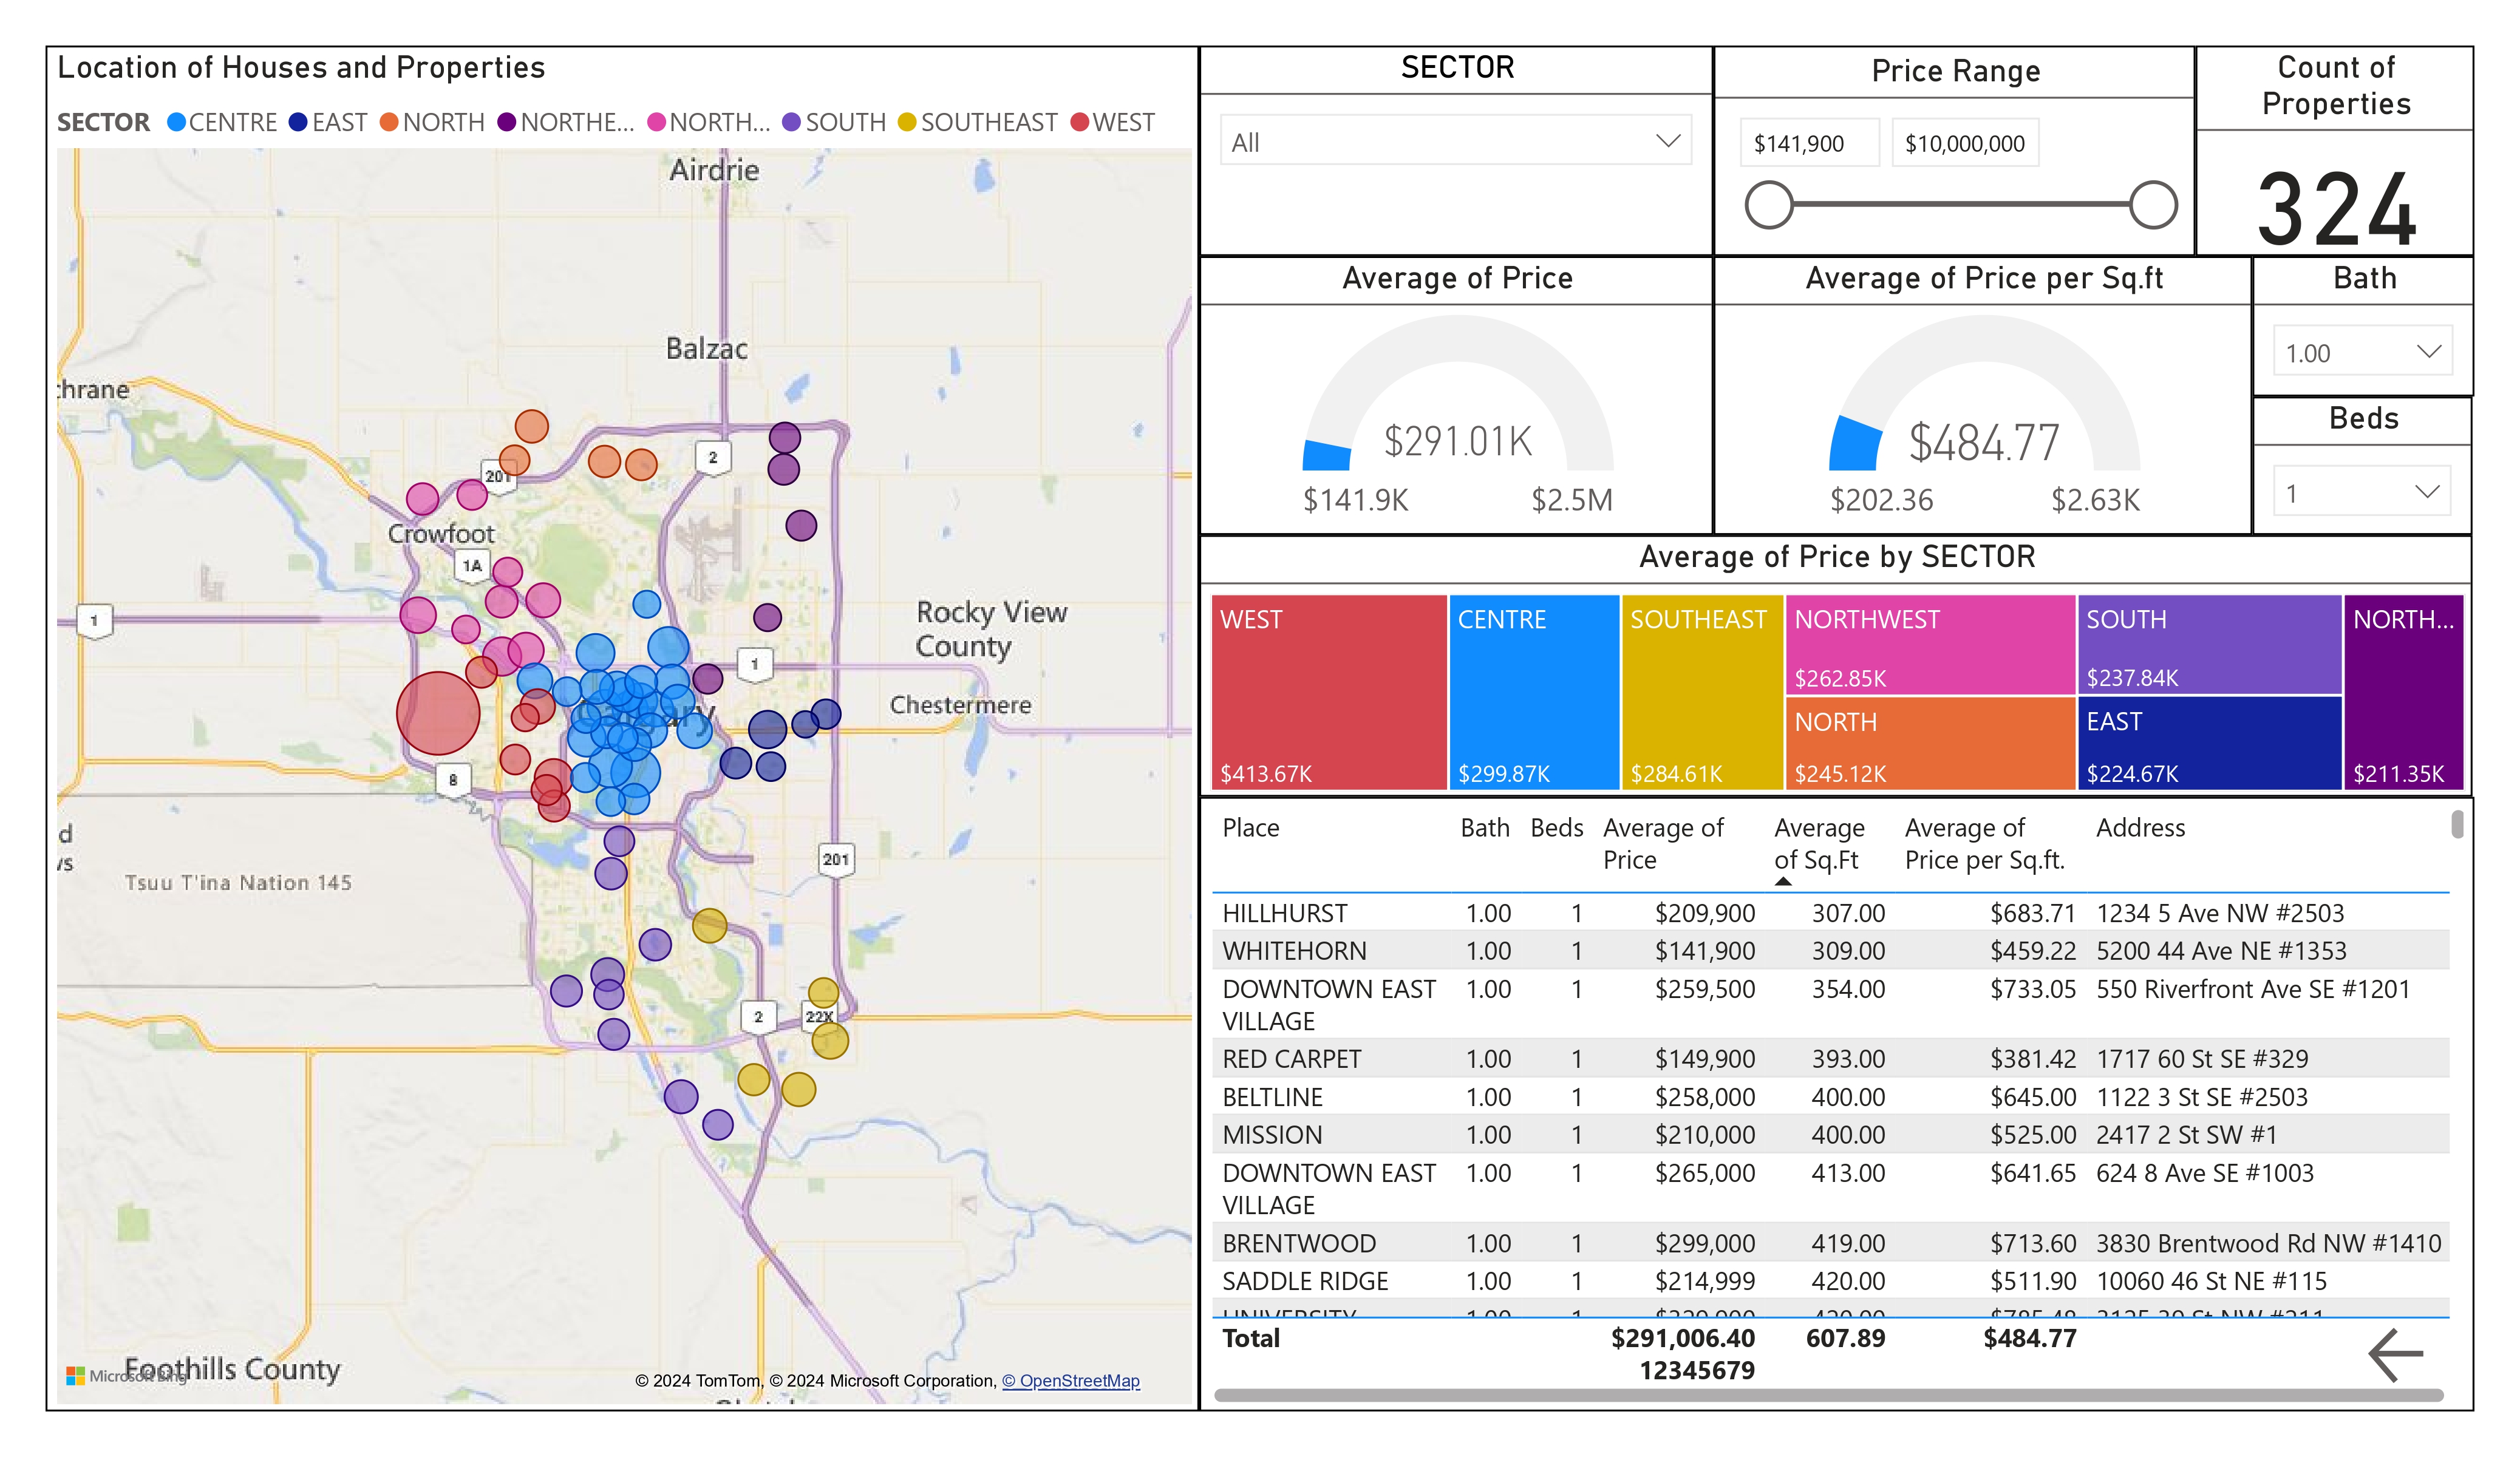 Location of Houses and Properties
SECTOR CENTRE EAST NORTH NORTHE... NORTH... SOUTH SOUTHEAST WEST
Airdrie
Balzac
chrane
2
201
Crowfoot
1A
Rocky View
County
1
1
Chestermere
Calgary
8
d
vs
Tsuu T'ina Nation 145
201
2
22X
Foothills County
Microsoft Bing
© 2024 TomTom, © 2024 Microsoft Corporation, © OpenStreetMap
SECTOR
All
Price Range
$141,900 $10,000,000
Count of
Properties
324
Average of Price
$291.01K
$141.9K $2.5M
Average of Price per Sq.ft
$484.77
$202.36 $2.63K
Bath
1.00
Beds
1
Average of Price by SECTOR
WEST
$413.67K
CENTRE
$299.87K
SOUTHEAST
$284.61K
NORTHWEST
$262.85K
NORTH
$245.12K
SOUTH
$237.84K
EAST
$224.67K
NORTH...
$211.35K
Place Bath Beds Average of Price Average of Sq.Ft Average of Price per Sq.ft. Address
HILLHURST 1.00 1 $209,900 307.00 $683.71 1234 5 Ave NW #2503
WHITEHORN 1.00 1 $141,900 309.00 $459.22 5200 44 Ave NE #1353
DOWNTOWN EAST 1.00 1 $259,500 354.00 $733.05 550 Riverfront Ave SE #1201
VILLAGE
RED CARPET 1.00 1 $149,900 393.00 $381.42 1717 60 St SE #329
BELTLINE 1.00 1 $258,000 400.00 $645.00 1122 3 St SE #2503
MISSION 1.00 1 $210,000 400.00 $525.00 2417 2 St SW #1
DOWNTOWN EAST 1.00 1 $265,000 413.00 $641.65 624 8 Ave SE #1003
VILLAGE
BRENTWOOD 1.00 1 $299,000 419.00 $713.60 3830 Brentwood Rd NW #1410
SADDLE RIDGE 1.00 1 $214,999 420.00 $511.90 10060 46 St NE #115
UNIVERSITY 1.00 1
Total $291,006.40 607.89 $484.77
12345679